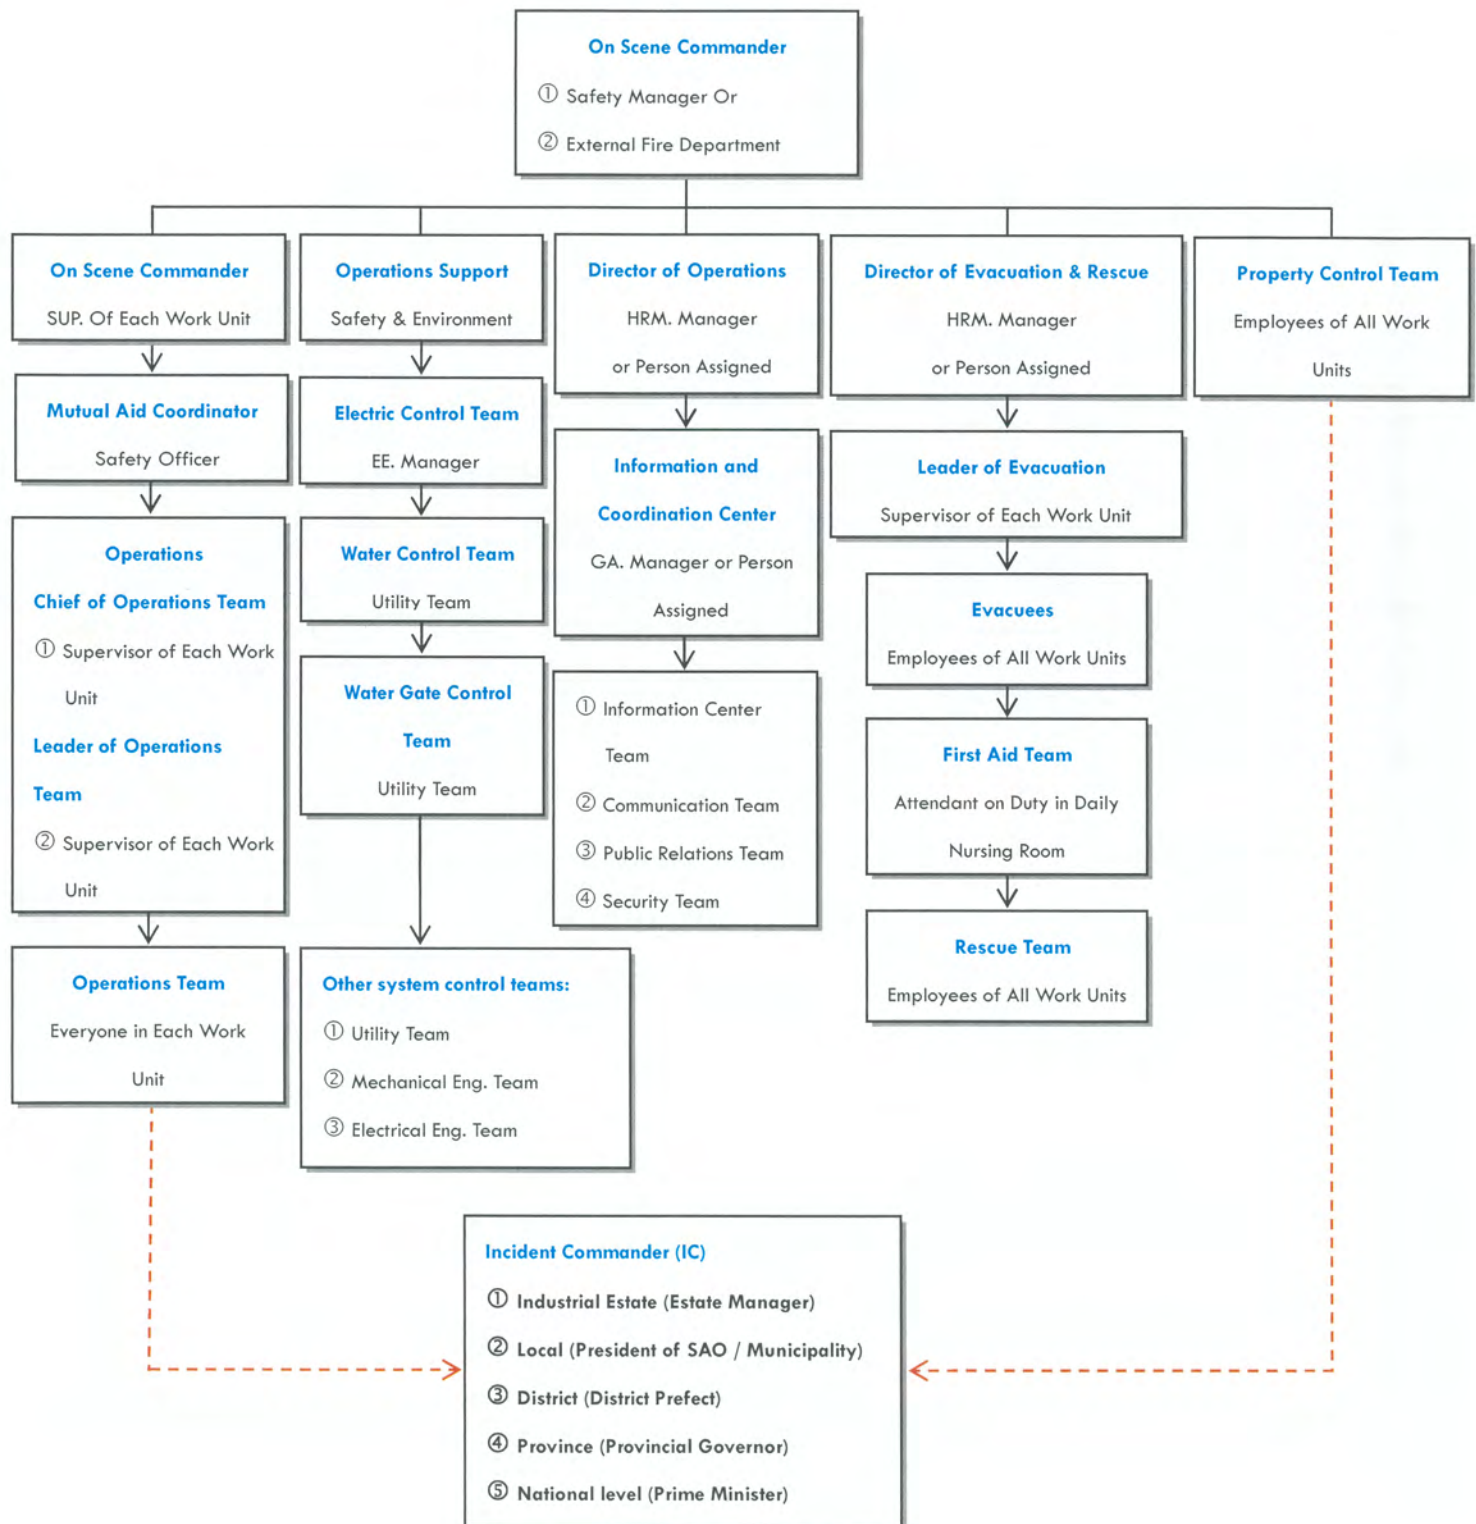 On Scene Commander
① Safety Manager Or
② External Fire Department
On Scene Commander
SUP. Of Each Work Unit
Operations Support
Safety & Environment
Director of Operations
HRM. Manager
or Person Assigned
Director of Evacuation & Rescue
HRM. Manager
or Person Assigned
Property Control Team
Employees of All Work
Units
Mutual Aid Coordinator
Safety Officer
Electric Control Team
EE. Manager
Information and
Coordination Center
GA. Manager or Person
Assigned
Leader of Evacuation
Supervisor of Each Work Unit
Operations
Chief of Operations Team
① Supervisor of Each Work
Unit
Leader of Operations
Team
② Supervisor of Each Work
Unit
Water Control Team
Utility Team
Evacuees
Employees of All Work Units
Water Gate Control
Team
Utility Team
① Information Center
Team
② Communication Team
③ Public Relations Team
④ Security Team
First Aid Team
Attendant on Duty in Daily
Nursing Room
Rescue Team
Employees of All Work Units
Operations Team
Everyone in Each Work
Unit
Other system control teams:
① Utility Team
② Mechanical Eng. Team
③ Electrical Eng. Team
Incident Commander (IC)
① Industrial Estate (Estate Manager)
② Local (President of SAO / Municipality)
③ District (District Prefect)
④ Province (Provincial Governor)
⑤ National level (Prime Minister)